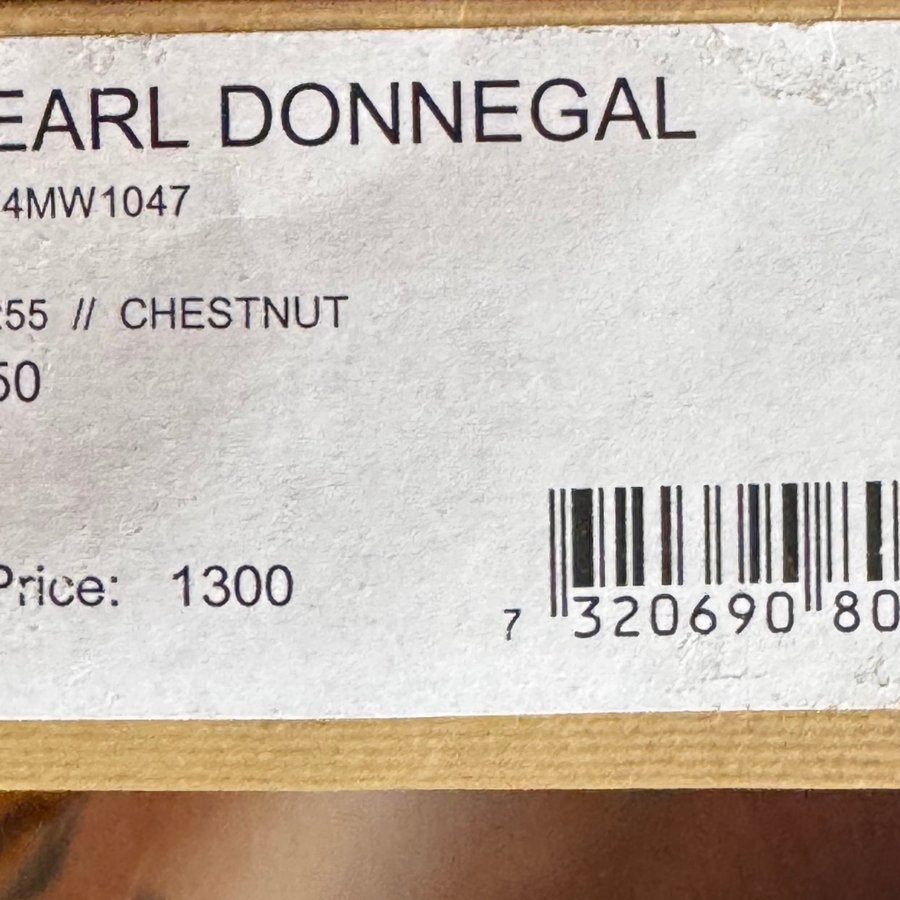 EARL DONNEGAL
4MW1047
255 // CHESTNUT
50
Price: 1300
7 320690 80